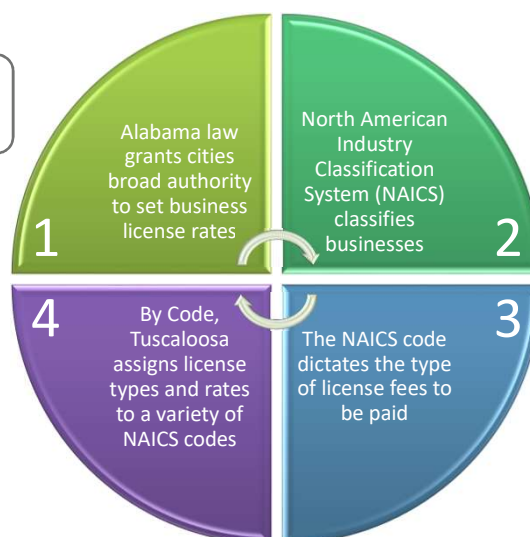 Alabama law
grants cities
broad authority
to set business
license rates
1
North American
Industry
Classification
System (NAICS)
classifies
businesses
2
The NAICS code
dictates the type
of license fees to
be paid
3
By Code,
Tuscaloosa
assigns license
types and rates
to a variety of
NAICS codes
4